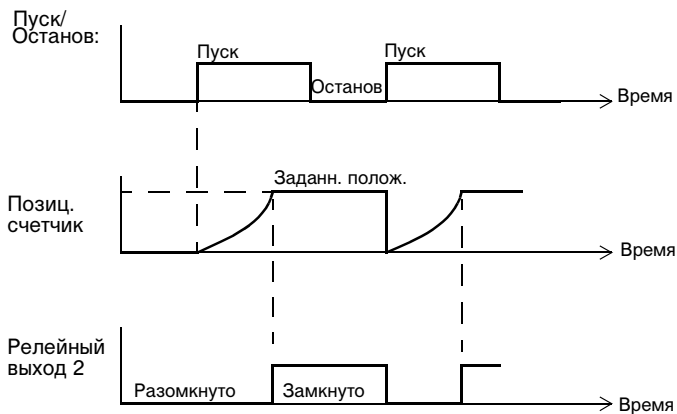 Пуск/
Останов:
Пуск
Останов
Пуск
Время
Позиц.
счетчик
Заданн. полож.
Время
Релейный
выход 2
Разомкнуто
Замкнуто
Время